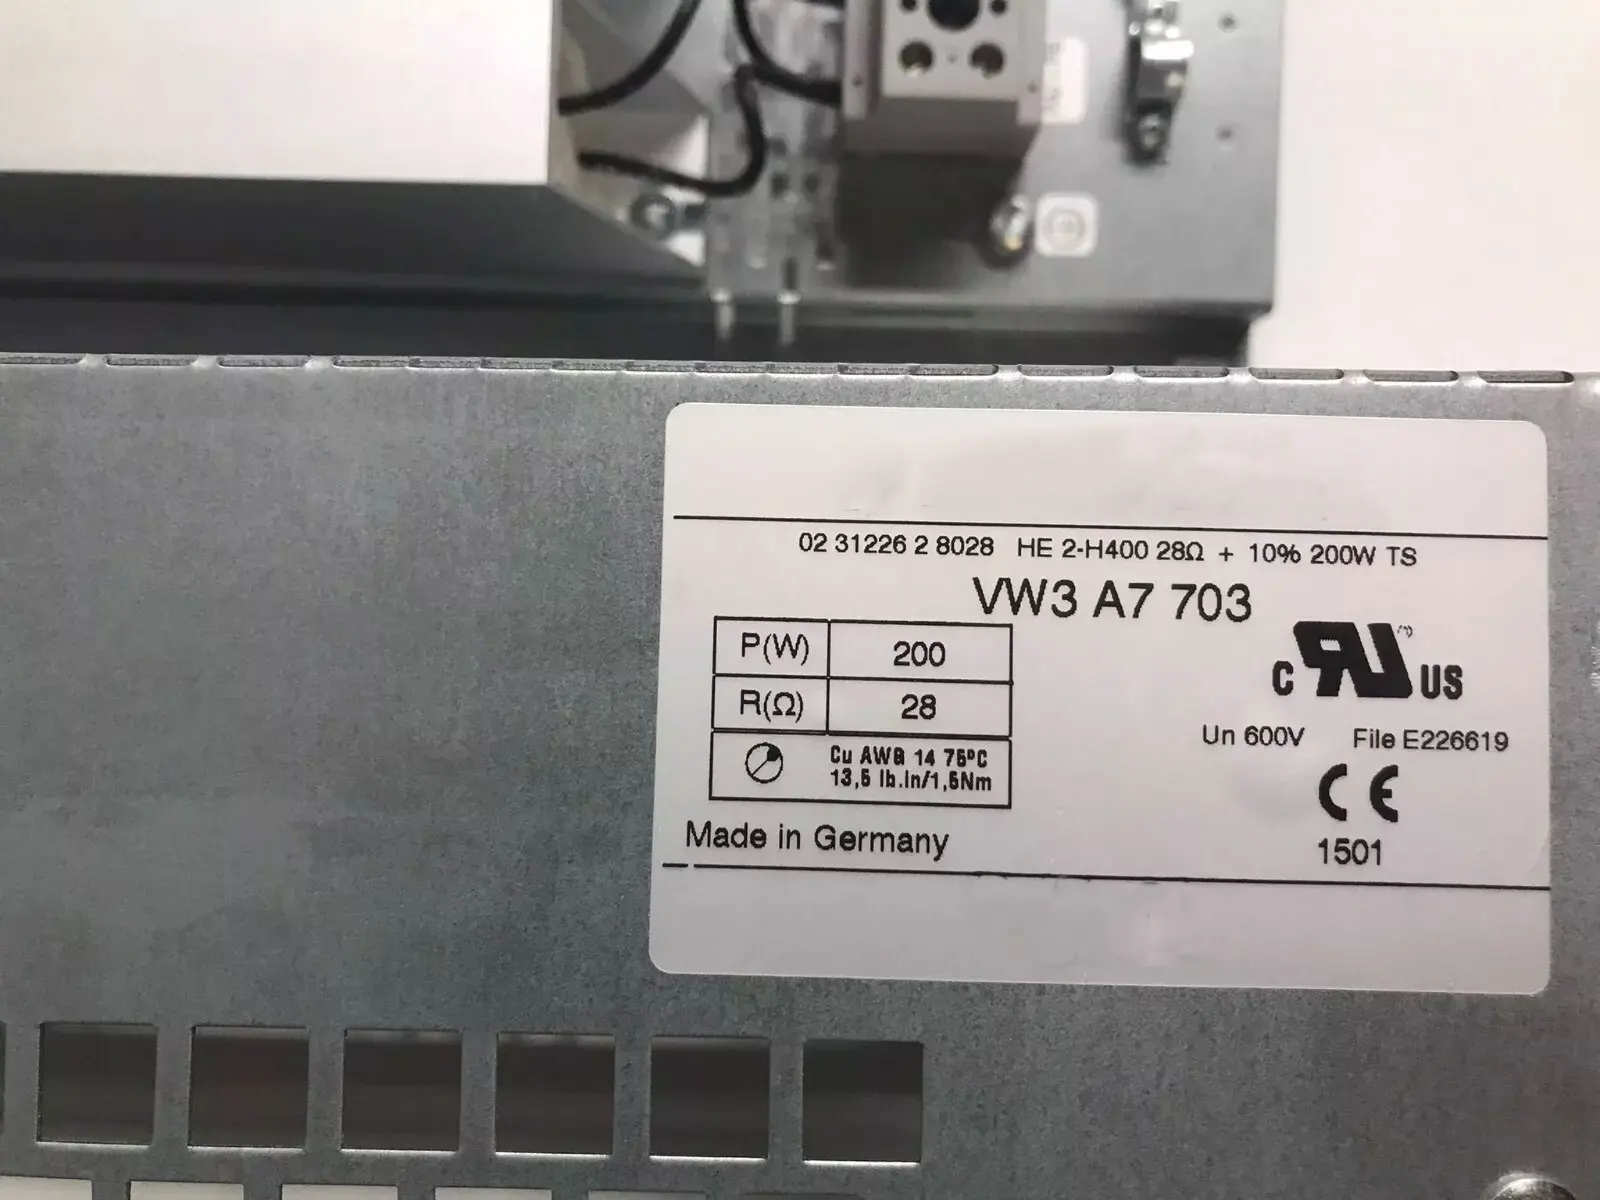 02 31226 2 8028 HE 2-H400 28Ω + 10% 200W TS
VW3 A7 703
P(W) 200
R(Ω) 28
Cu AWG 14 75°C
13,5 lb.in/1,5Nm
c RU US
Un 600V File E226619
CE
1501
Made in Germany